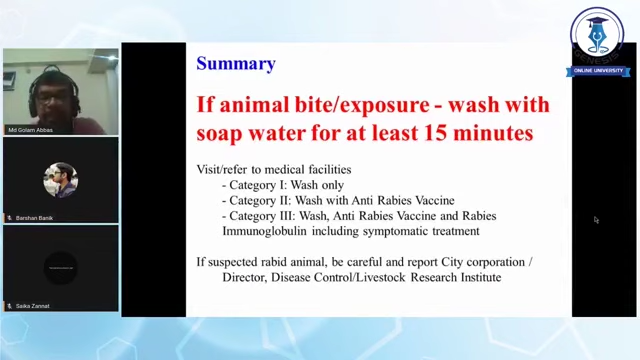 GENESIS
ONLINE UNIVERSITY
Summary
If animal bite/exposure - wash with
soap water for at least 15 minutes
Visit/refer to medical facilities
- Category I: Wash only
- Category II: Wash with Anti Rabies Vaccine
- Category III: Wash, Anti Rabies Vaccine and Rabies
Immunoglobulin including symptomatic treatment
If suspected rabid animal, be careful and report City corporation /
Director, Disease Control/Livestock Research Institute
Md Golam Abbas
Barshan Banik
Saika Zannat